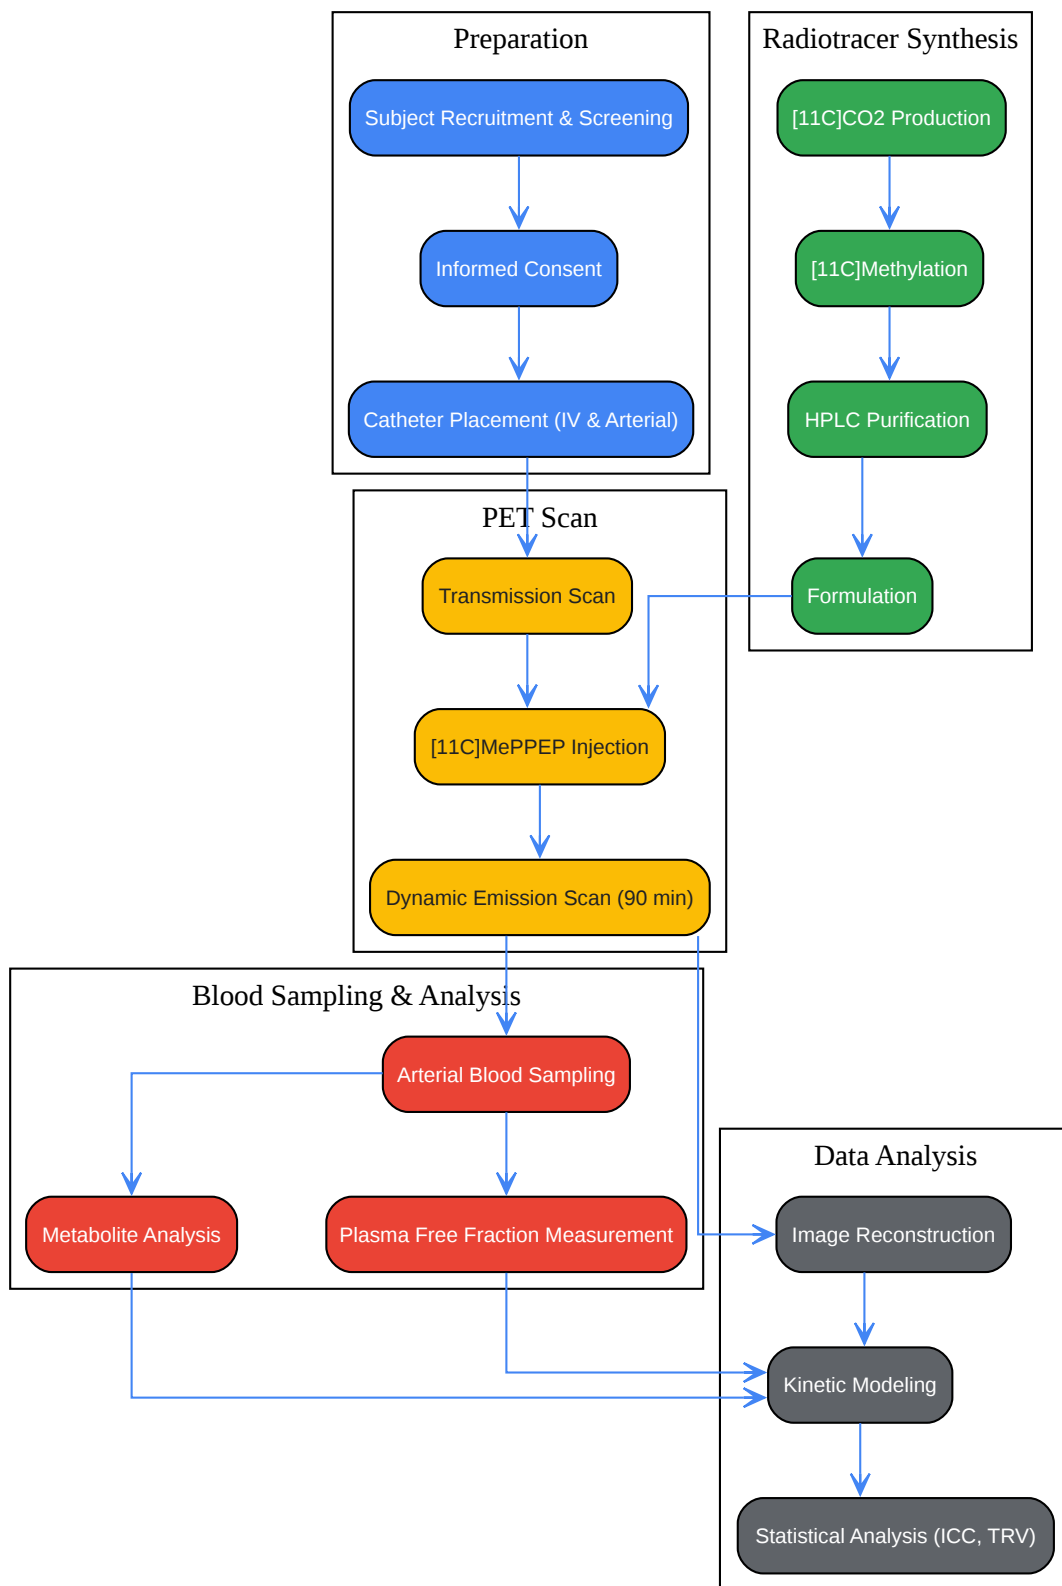 Preparation
Subject Recruitment & Screening
Informed Consent
Catheter Placement (IV & Arterial)
Radiotracer Synthesis
[11C]CO2 Production
[11C]Methylation
HPLC Purification
Formulation
PET Scan
Transmission Scan
[11C]MePPEP Injection
Dynamic Emission Scan (90 min)
Blood Sampling & Analysis
Arterial Blood Sampling
Metabolite Analysis
Plasma Free Fraction Measurement
Data Analysis
Image Reconstruction
Kinetic Modeling
Statistical Analysis (ICC, TRV)